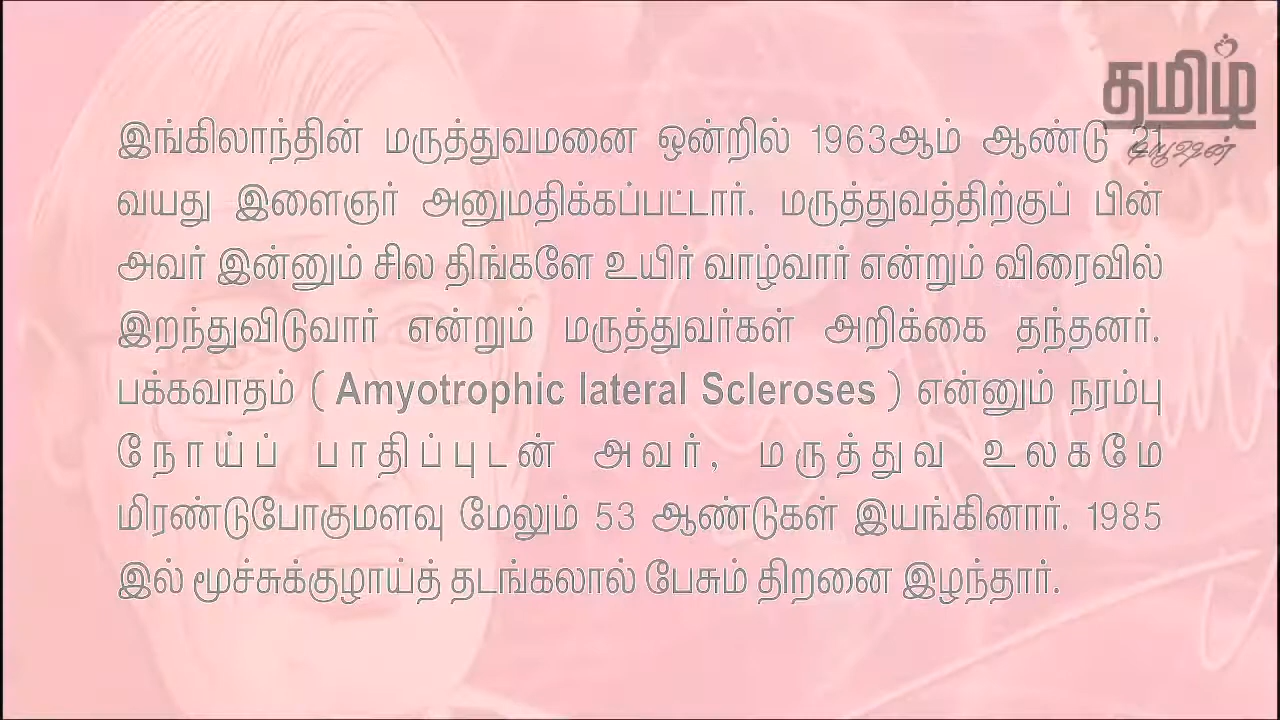 தமிழ்
டியூஷன்
இங்கிலாந்தின் மருத்துவமனை ஒன்றில் 1963ஆம் ஆண்டு 21
வயது இளைஞர் அனுமதிக்கப்பட்டார். மருத்துவத்திற்குப் பின்
அவர் இன்னும் சில திங்களே உயிர் வாழ்வார் என்றும் விரைவில்
இறந்துவிடுவார் என்றும் மருத்துவர்கள் அறிக்கை தந்தனர்.
பக்கவாதம் ( Amyotrophic lateral Scleroses ) என்னும் நரம்பு
நோய்ப் பாதிப்புடன் அவர், மருத்துவ உலகமே
மிரண்டுபோகுமளவு மேலும் 53 ஆண்டுகள் இயங்கினார். 1985
இல் மூச்சுக்குழாய்த் தடங்கலால் பேசும் திறனை இழந்தார்.